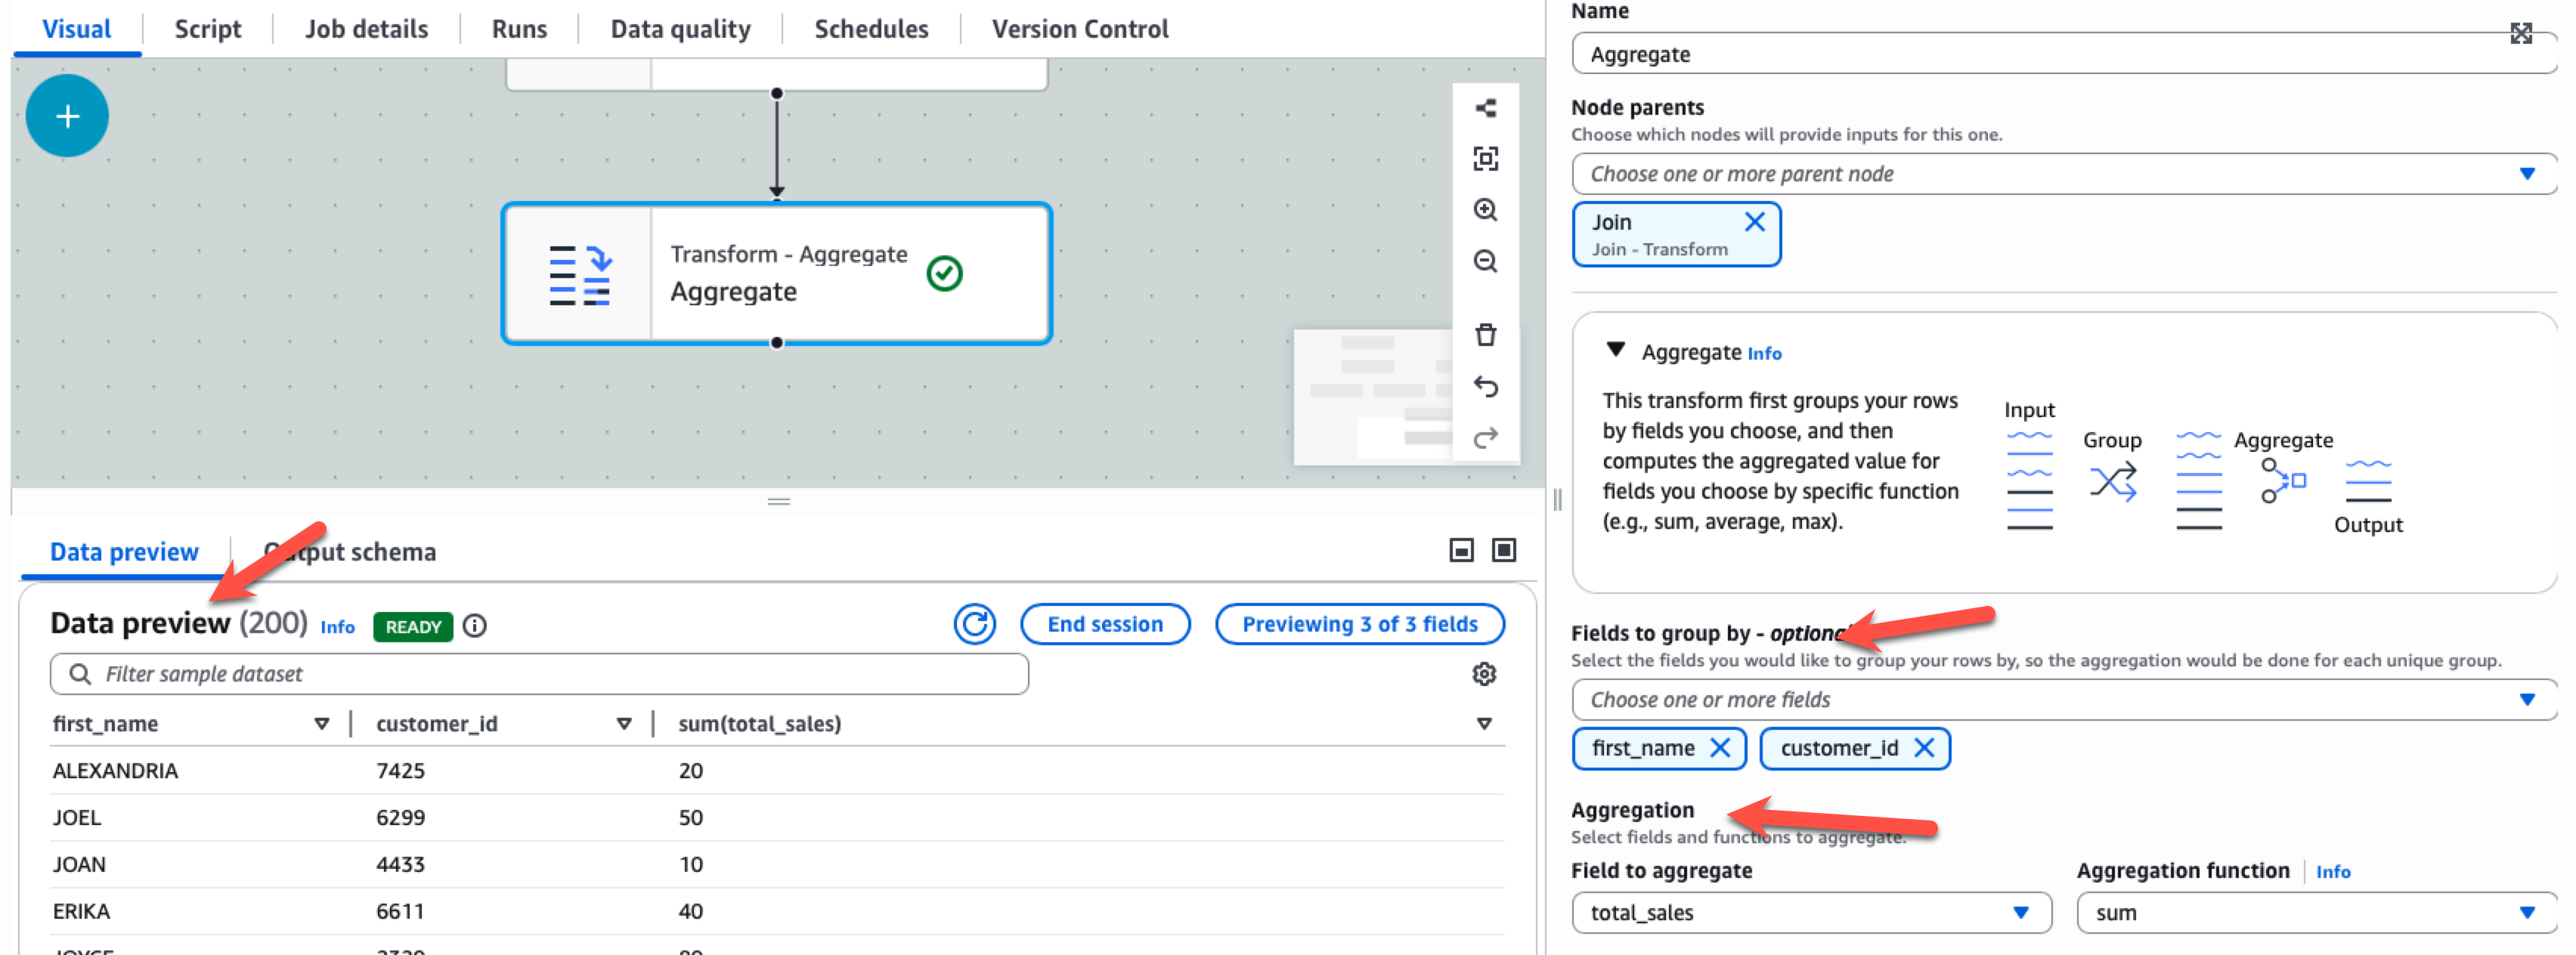 Visual Script Job details Runs Data quality Schedules Version Control
+
Transform - Aggregate
Aggregate
Data preview Output schema
Data preview (200) Info READY End session Previewing 3 of 3 fields
Filter sample dataset
first_name customer_id sum(total_sales)
ALEXANDRIA 7425 20
JOEL 6299 50
JOAN 4433 10
ERIKA 6611 40
Name
Aggregate
Node parents
Choose which nodes will provide inputs for this one.
Choose one or more parent node
Join
Join - Transform
Aggregate Info
This transform first groups your rows
by fields you choose, and then
computes the aggregated value for
fields you choose by specific function
(e.g., sum, average, max).
Input
Group
Aggregate
Output
Fields to group by - optional
Select the fields you would like to group your rows by, so the aggregation would be done for each unique group.
Choose one or more fields
first_name customer_id
Aggregation
Select fields and functions to aggregate.
Field to aggregate Aggregation function Info
total_sales sum